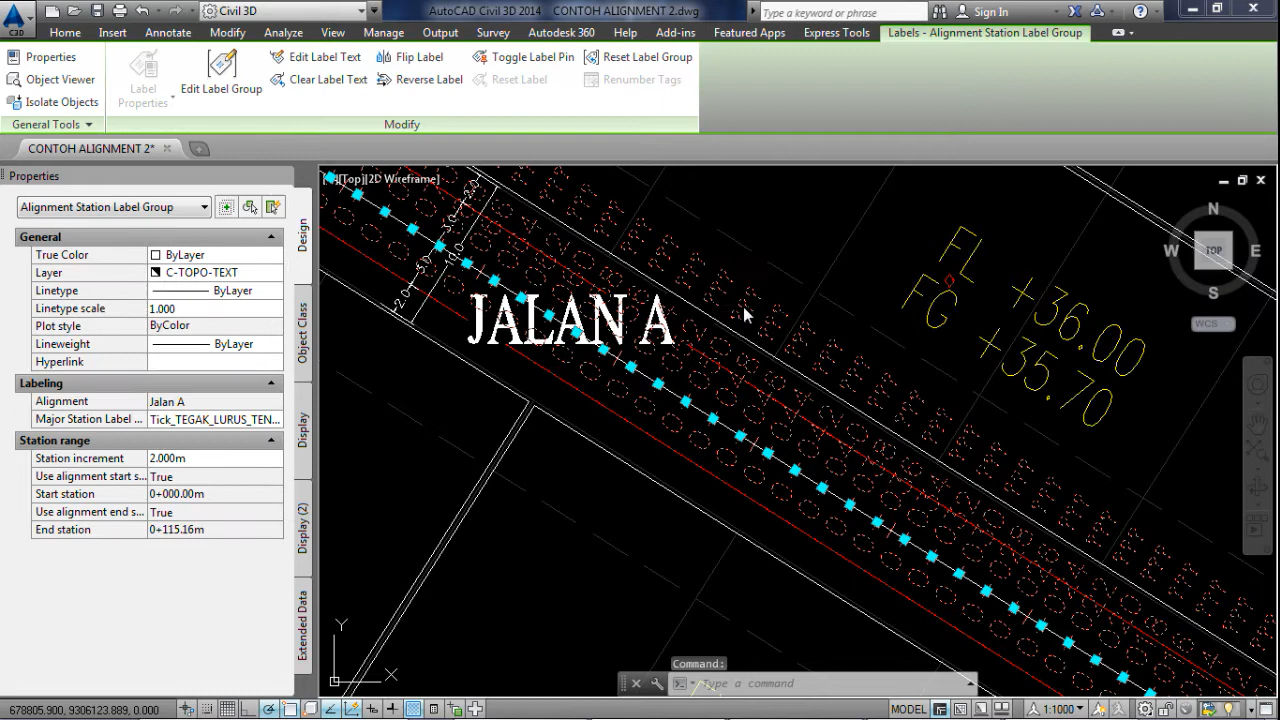 Civil 3D
AutoCAD Civil 3D 2014 CONTOH ALIGNMENT 2.dwg
Type a keyword or phrase
Sign In
C3D
Home Insert Annotate Modify Analyze View Manage Output Survey Autodesk 360 Help Add-ins Featured Apps Express Tools Labels - Alignment Station Label Group
Properties
Object Viewer
Isolate Objects
General Tools
Label Properties
Edit Label Group
Edit Label Text
Clear Label Text
Flip Label
Reverse Label
Toggle Label Pin
Reset Label
Reset Label Group
Renumber Tags
Modify
CONTOH ALIGNMENT 2*
Properties
Alignment Station Label Group
General
True Color ByLayer
Layer C-TOPO-TEXT
Linetype ByLayer
Linetype scale 1.000
Plot style ByColor
Lineweight ByLayer
Hyperlink
Labeling
Alignment Jalan A
Major Station Label ... Tick_TEGAK_LURUS_TEN...
Station range
Station increment 2.000m
Use alignment start s... True
Start station 0+000.00m
Use alignment end s... True
End station 0+115.16m
Design
Object Class
Display
Display (2)
Extended Data
[Top][2D Wireframe]
JALAN A
FL +36.00
FG +35.70
N
W TOP E
S
WCS
Y
X
Command:
Type a command
678805.900, 9306123.889, 0.000
MODEL
1:1000